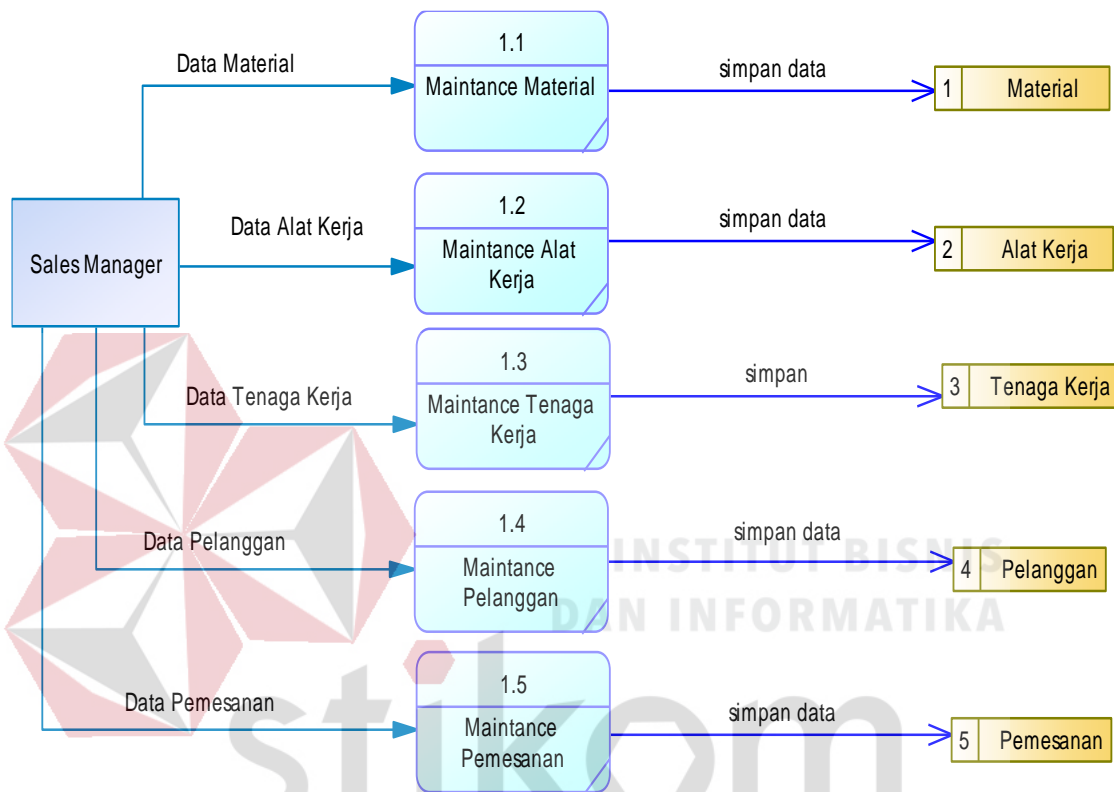 1.1
Data Material
Maintance Material
simpan data
1 Material
1.2
Data Alat Kerja
Maintance Alat
Kerja
simpan data
2 Alat Kerja
Sales Manager
1.3
Data Tenaga Kerja
Maintance Tenaga
Kerja
simpan
3 Tenaga Kerja
1.4
Data Pelanggan
Maintance
Pelanggan
simpan data
4 Pelanggan
INSTITUT BISNIS
DAN INFORMATIKA
1.5
Data Pemesanan
Maintance
Pemesanan
simpan data
5 Pemesanan
stikom